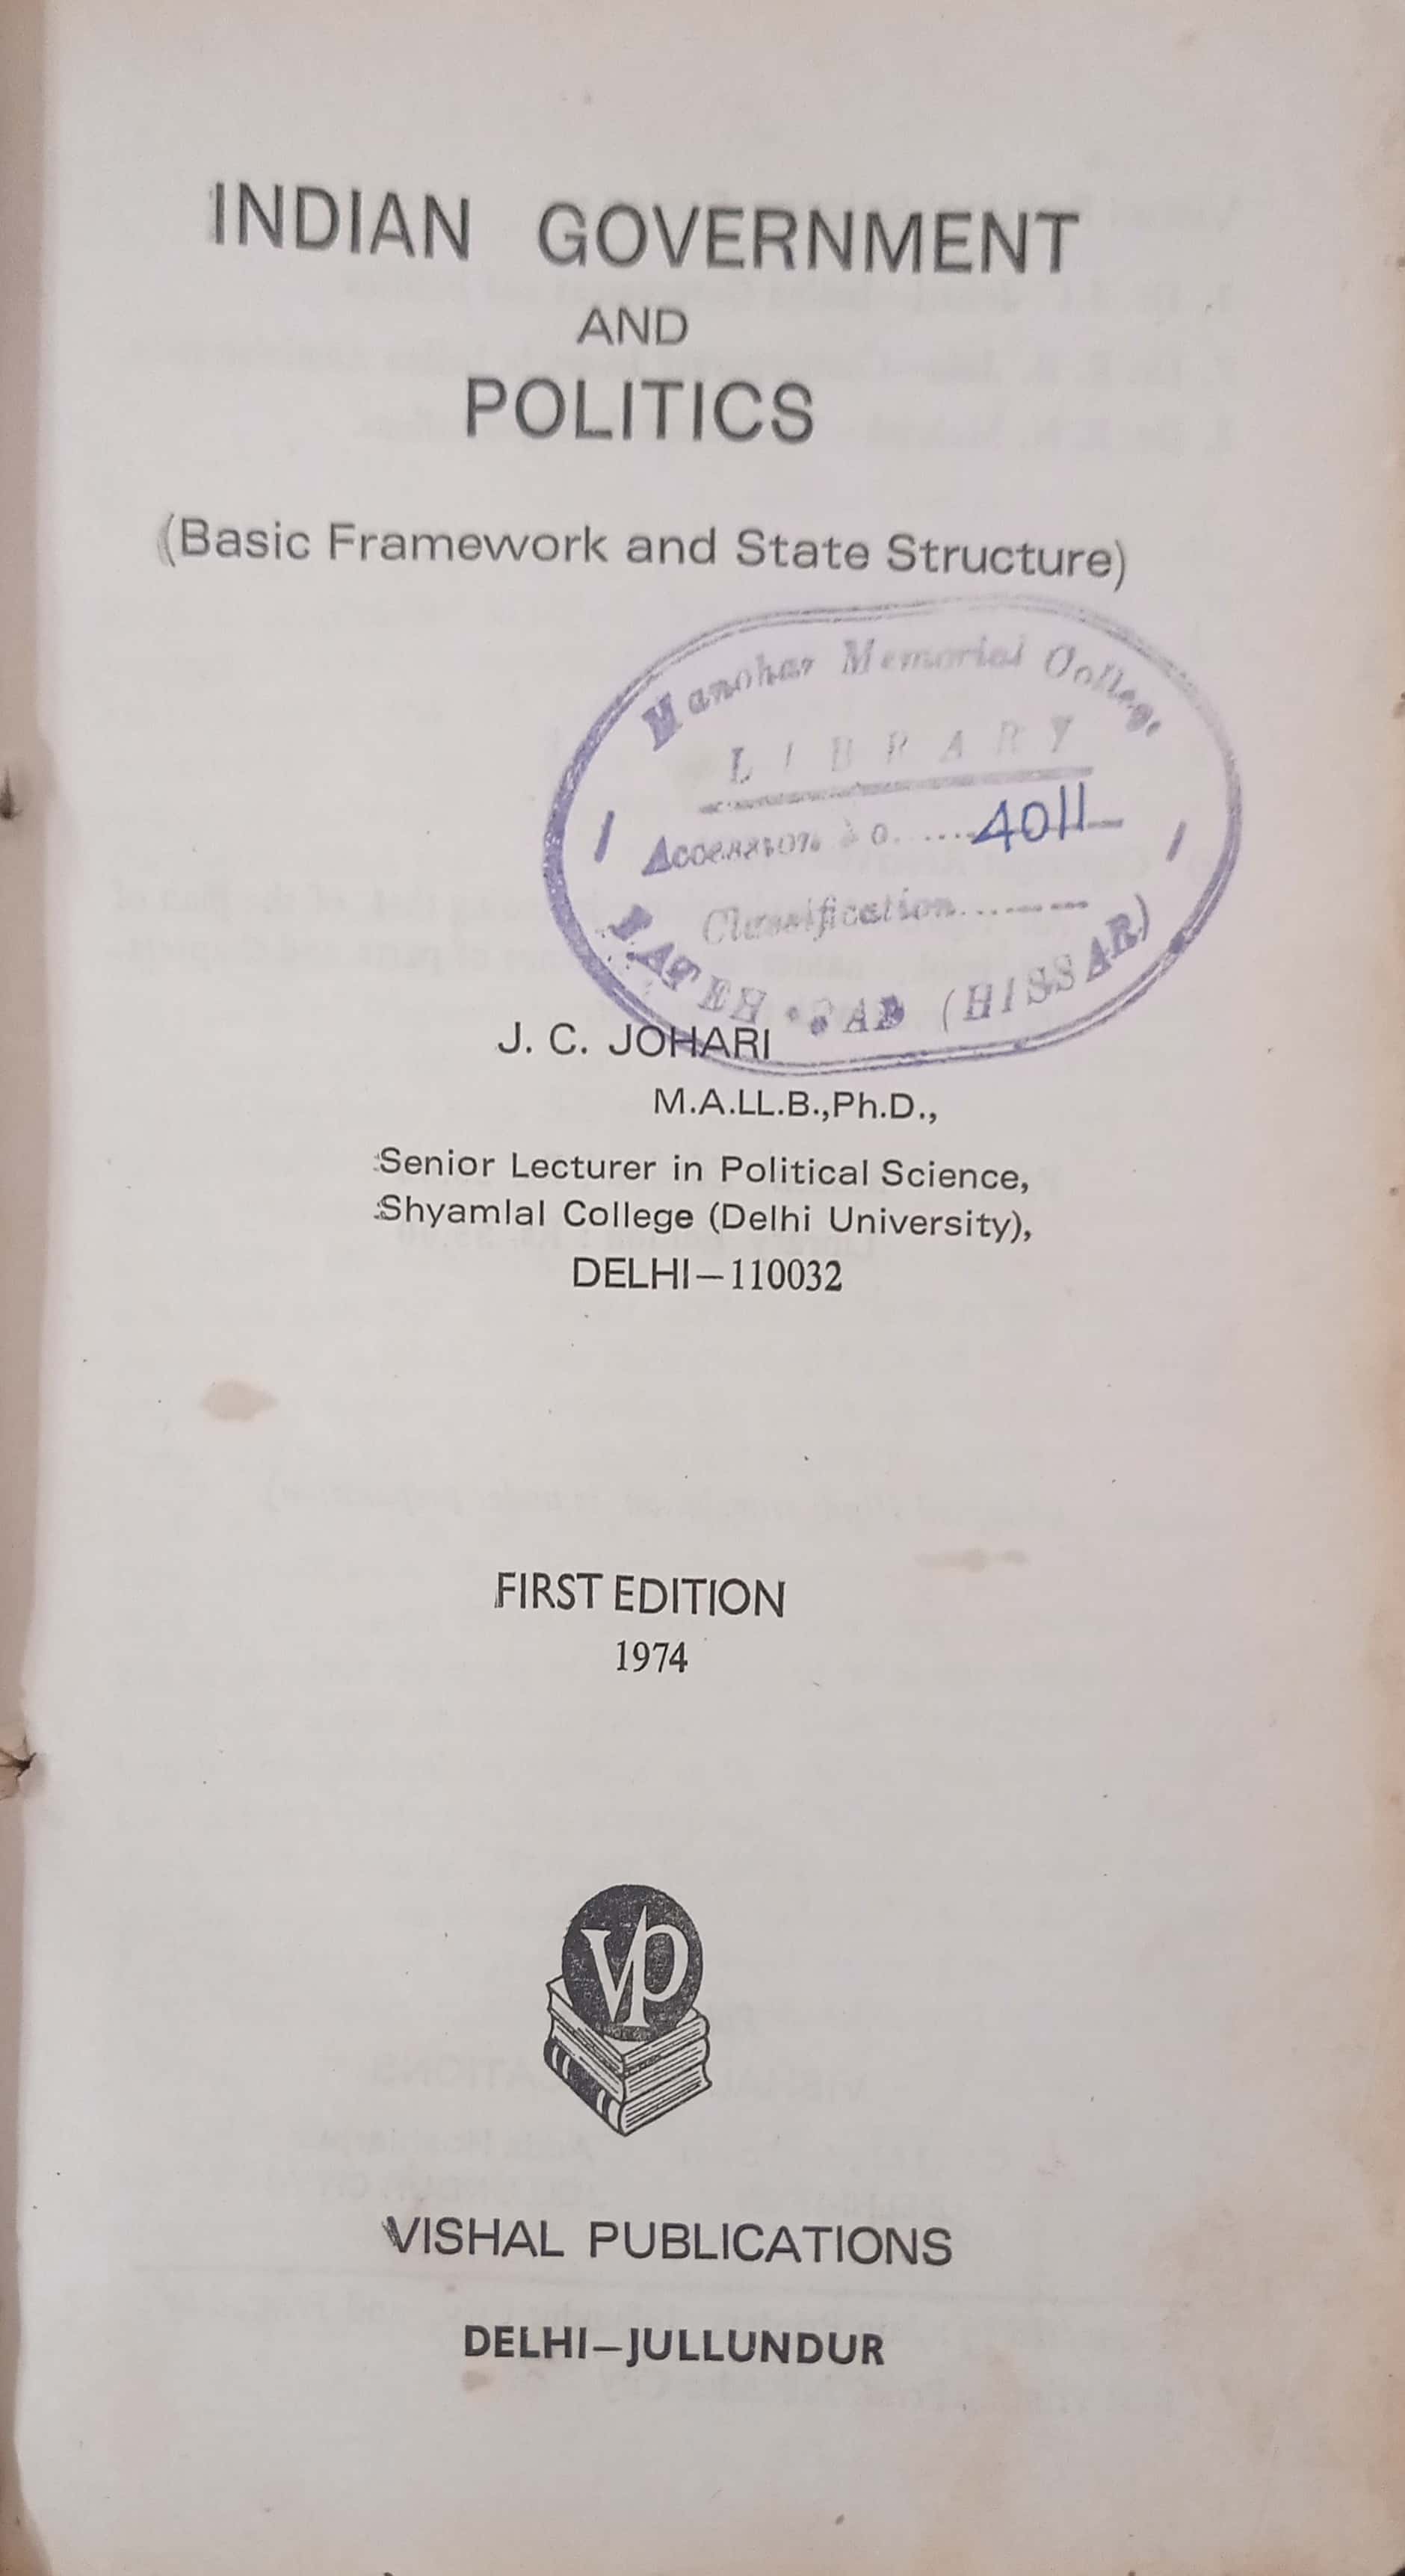 INDIAN GOVERNMENT
AND
POLITICS
(Basic Framework and State Structure)
Manohar Memorial College
LIBRARY
Accession No. ....4011
Classification..........
(HISSAR)
J. C. JOHARI
M.A.LL.B.,Ph.D.,
Senior Lecturer in Political Science,
Shyamlal College (Delhi University),
DELHI—110032
FIRST EDITION
1974
vp
VISHAL PUBLICATIONS
DELHI—JULLUNDUR